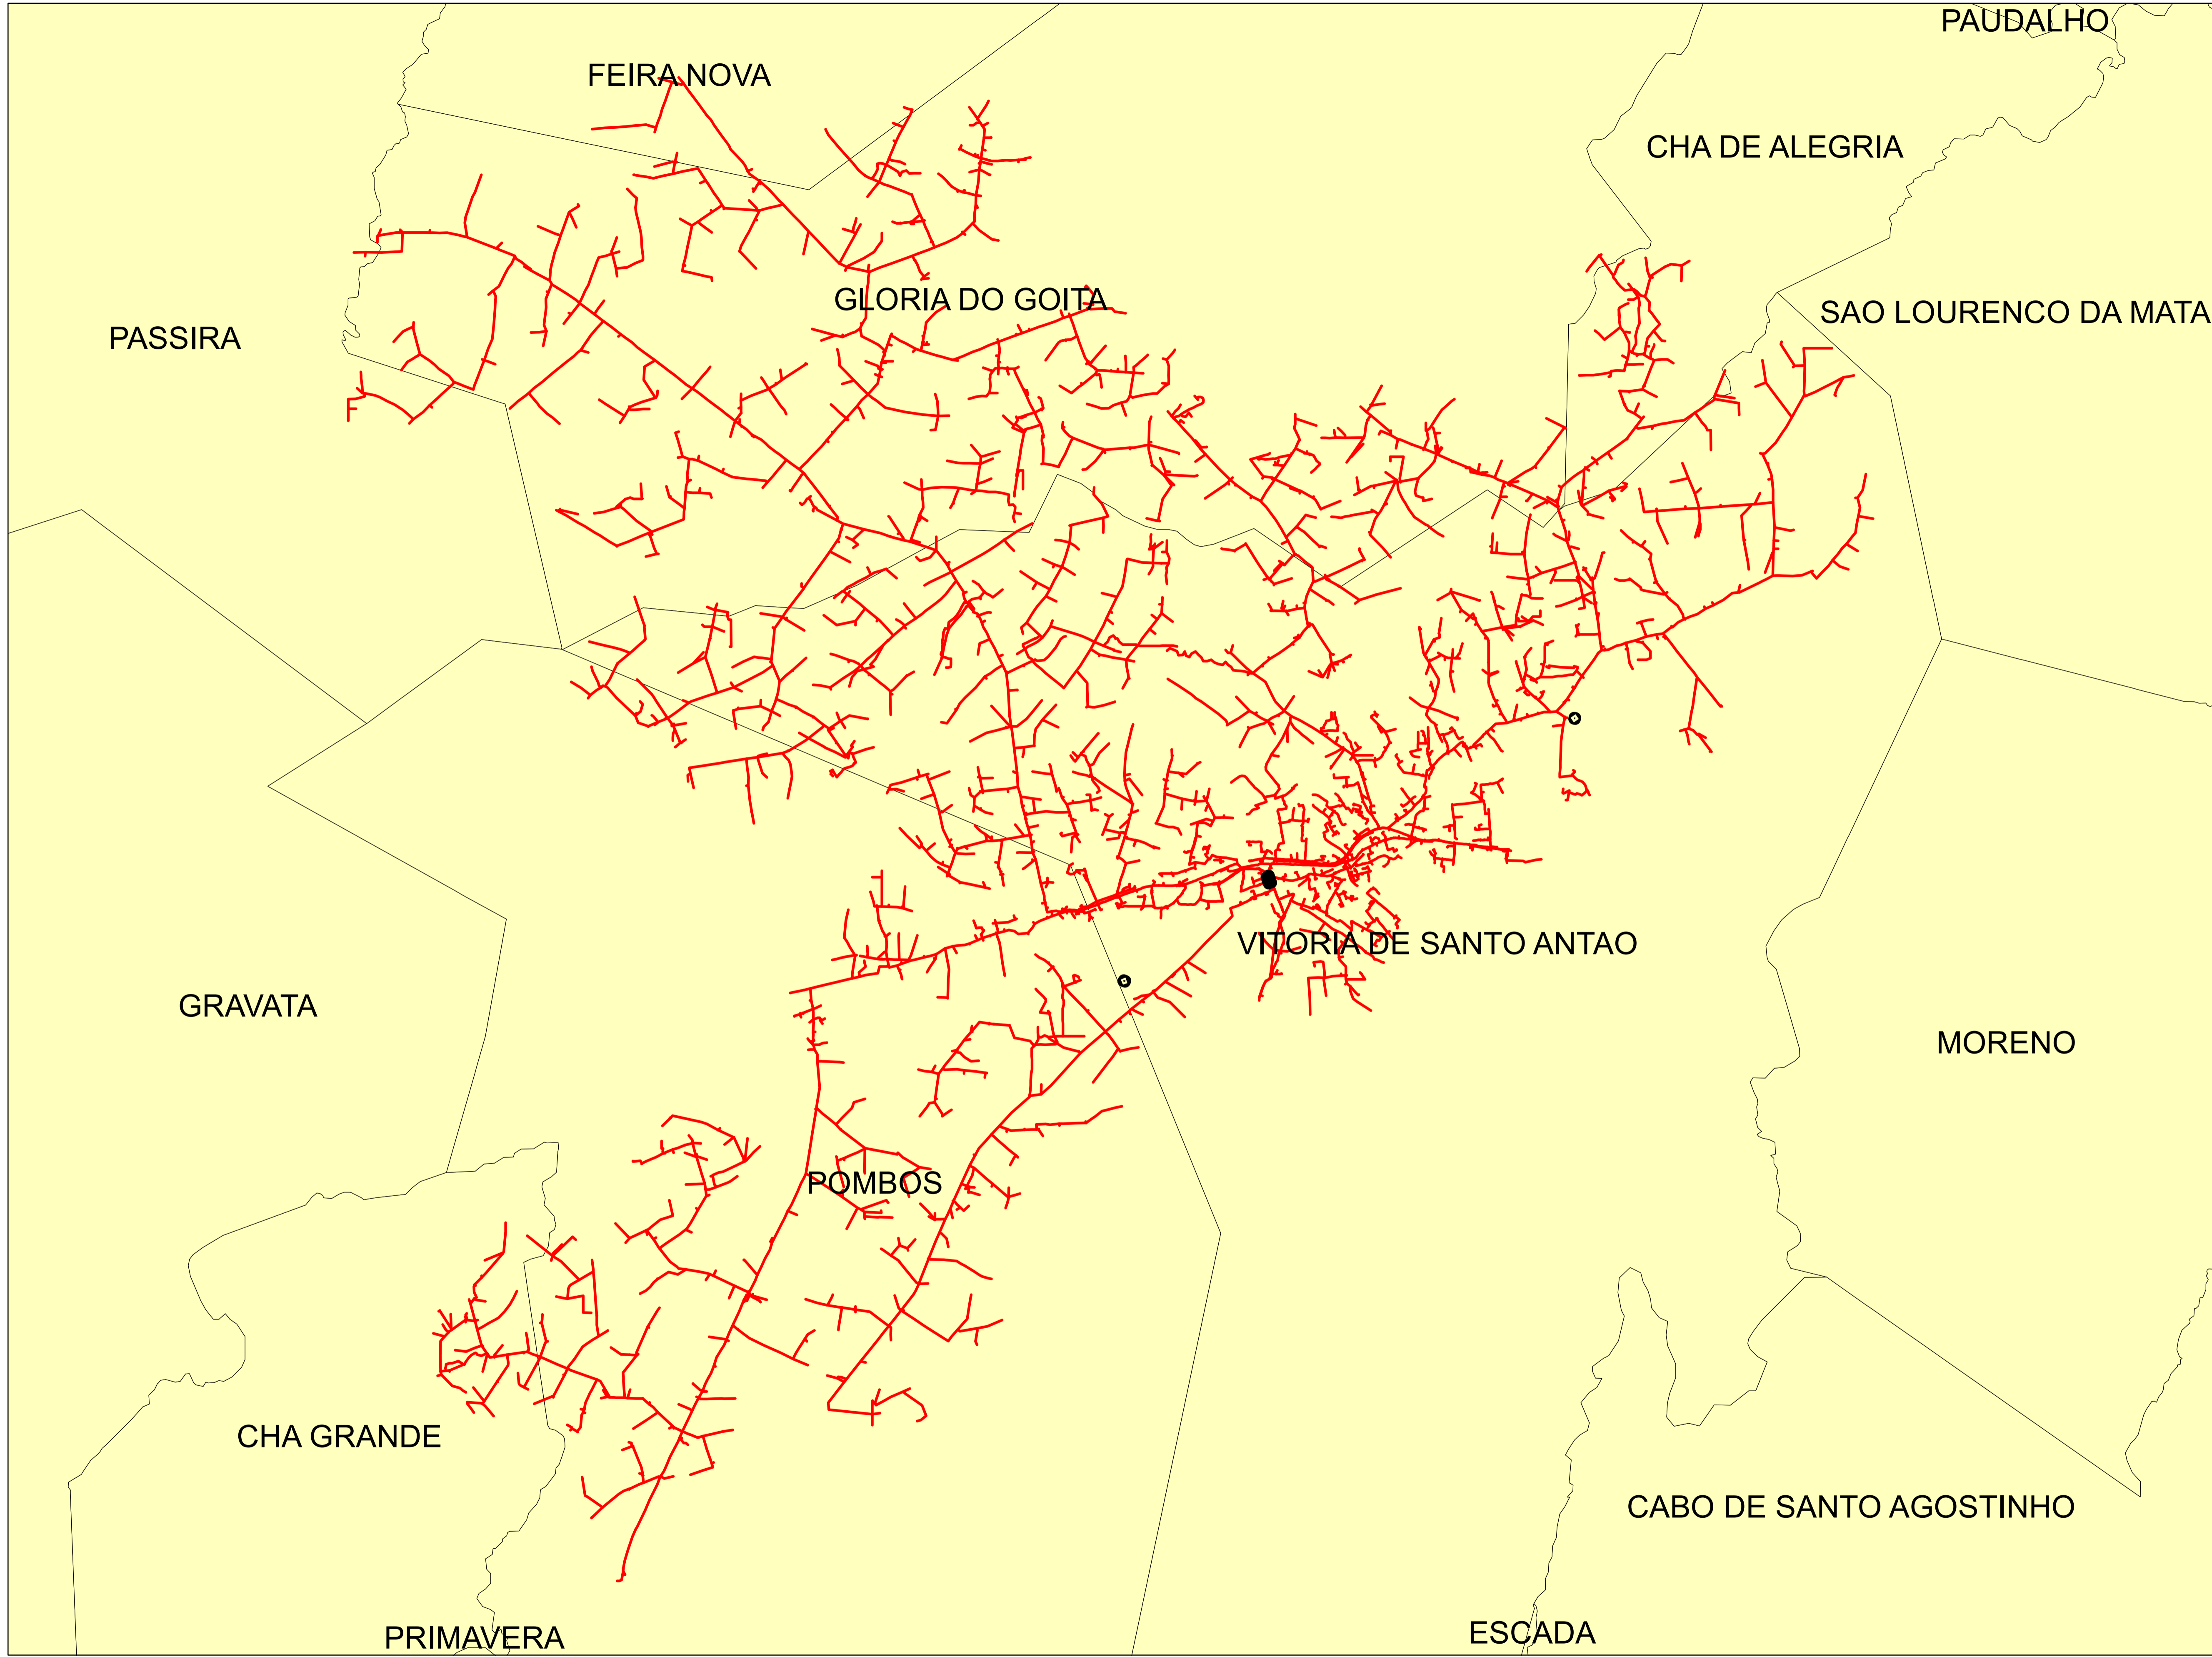 PAUDALHO
FEIRA NOVA
CHA DE ALEGRIA
GLORIA DO GOITA
SAO LOURENCO DA MATA
PASSIRA
VITORIA DE SANTO ANTAO
GRAVATA
MORENO
POMBOS
CHA GRANDE
CABO DE SANTO AGOSTINHO
ESCADA
PRIMAVERA